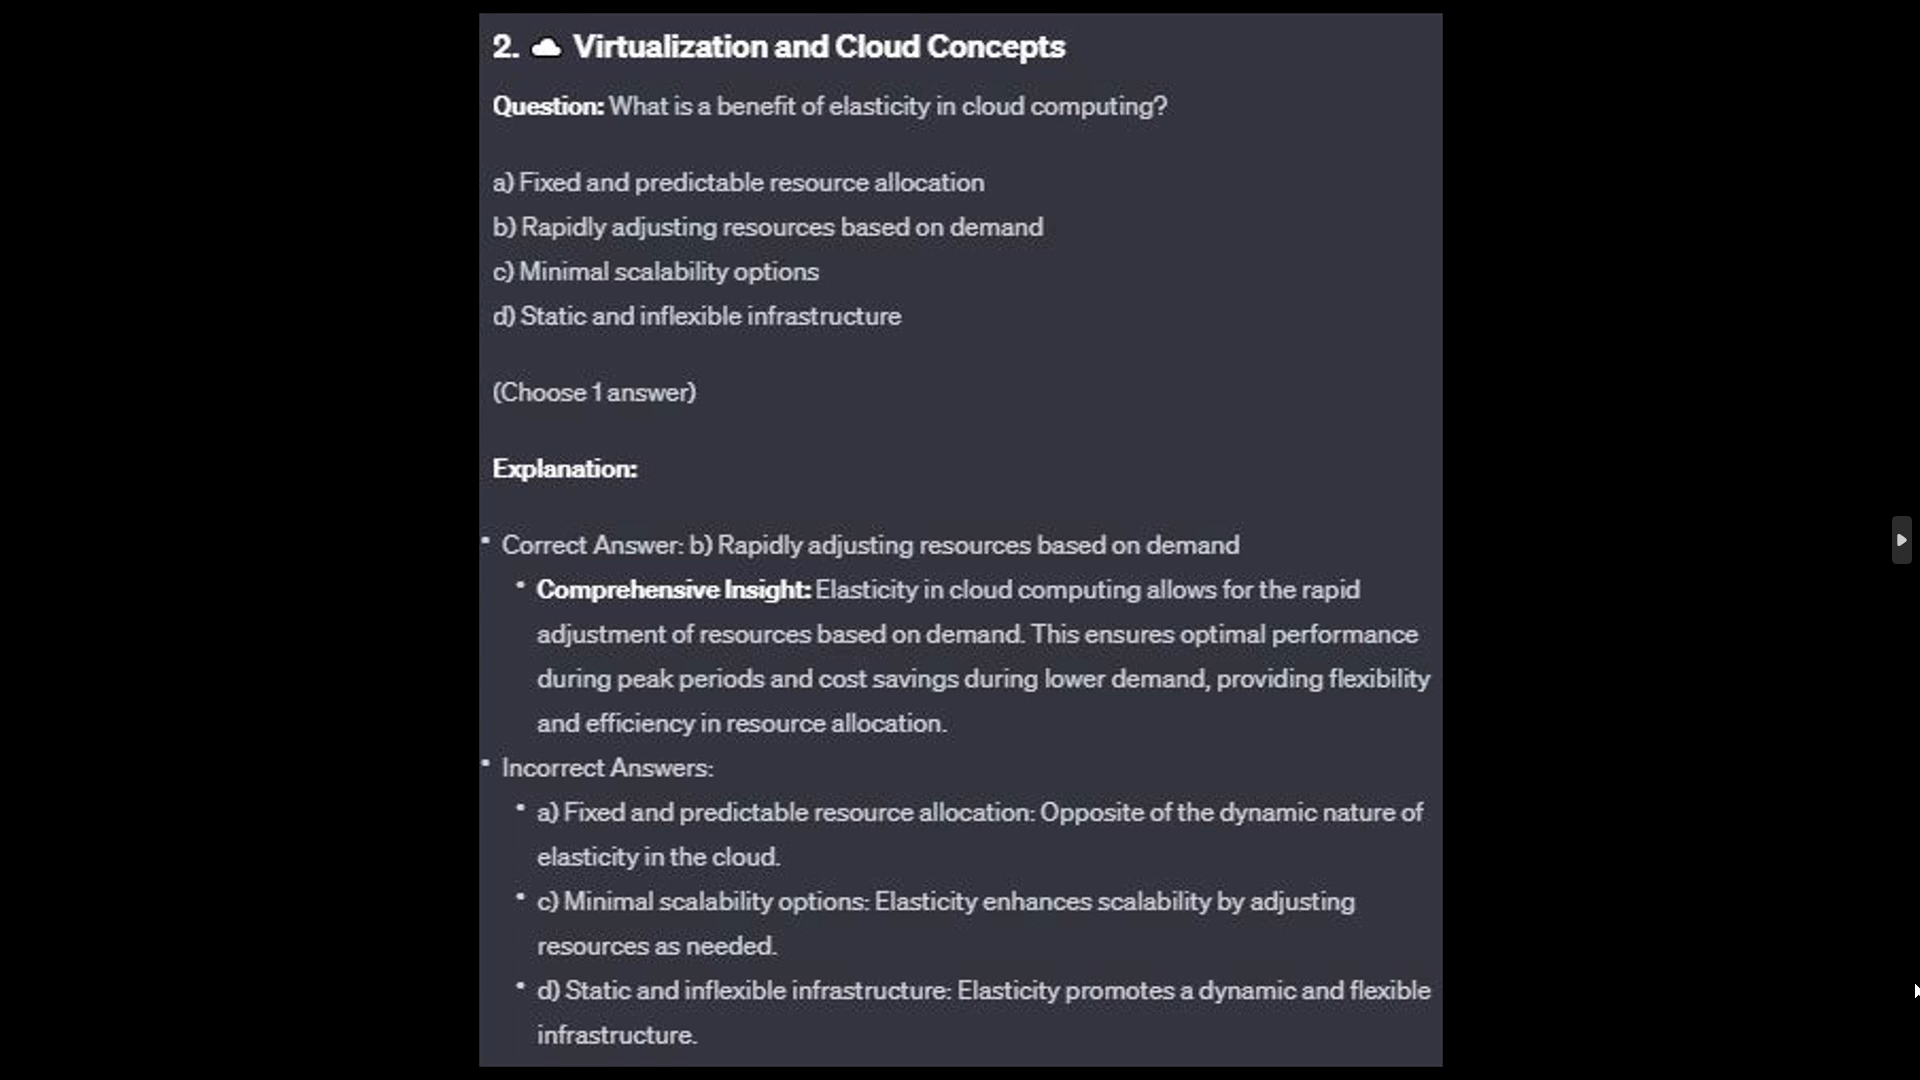 2. ☁ Virtualization and Cloud Concepts
Question: What is a benefit of elasticity in cloud computing?
a) Fixed and predictable resource allocation
b) Rapidly adjusting resources based on demand
c) Minimal scalability options
d) Static and inflexible infrastructure
(Choose 1 answer)
Explanation:
• Correct Answer: b) Rapidly adjusting resources based on demand
• Comprehensive Insight: Elasticity in cloud computing allows for the rapid
adjustment of resources based on demand. This ensures optimal performance
during peak periods and cost savings during lower demand, providing flexibility
and efficiency in resource allocation.
• Incorrect Answers:
• a) Fixed and predictable resource allocation: Opposite of the dynamic nature of
elasticity in the cloud.
• c) Minimal scalability options: Elasticity enhances scalability by adjusting
resources as needed.
• d) Static and inflexible infrastructure: Elasticity promotes a dynamic and flexible
infrastructure.